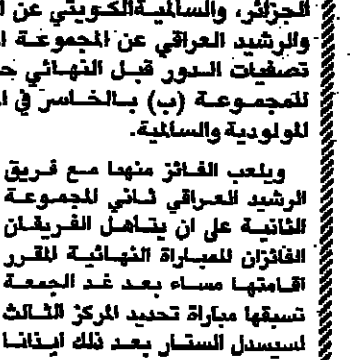 الجزائر، والسالمية الكويتي عن
والرشيد العراقي عن المجموعة
تصفيات الدور قبل النهائي
للمجموعة (ب) بالخاسر في
المولودية والسالمية.
ويلعب الفائز منهما مع فريق
الرشيد العراقي ثاني المجموعة
الثانية على ان يتأهل الفريقان
الفائزان للمباراة النهائية المقرر
اقامتها مساء بعد غد الجمعة
تسبقها مباراة تحديد المركز الثالث
لسيسدل الستار بعد ذلك ايذانا